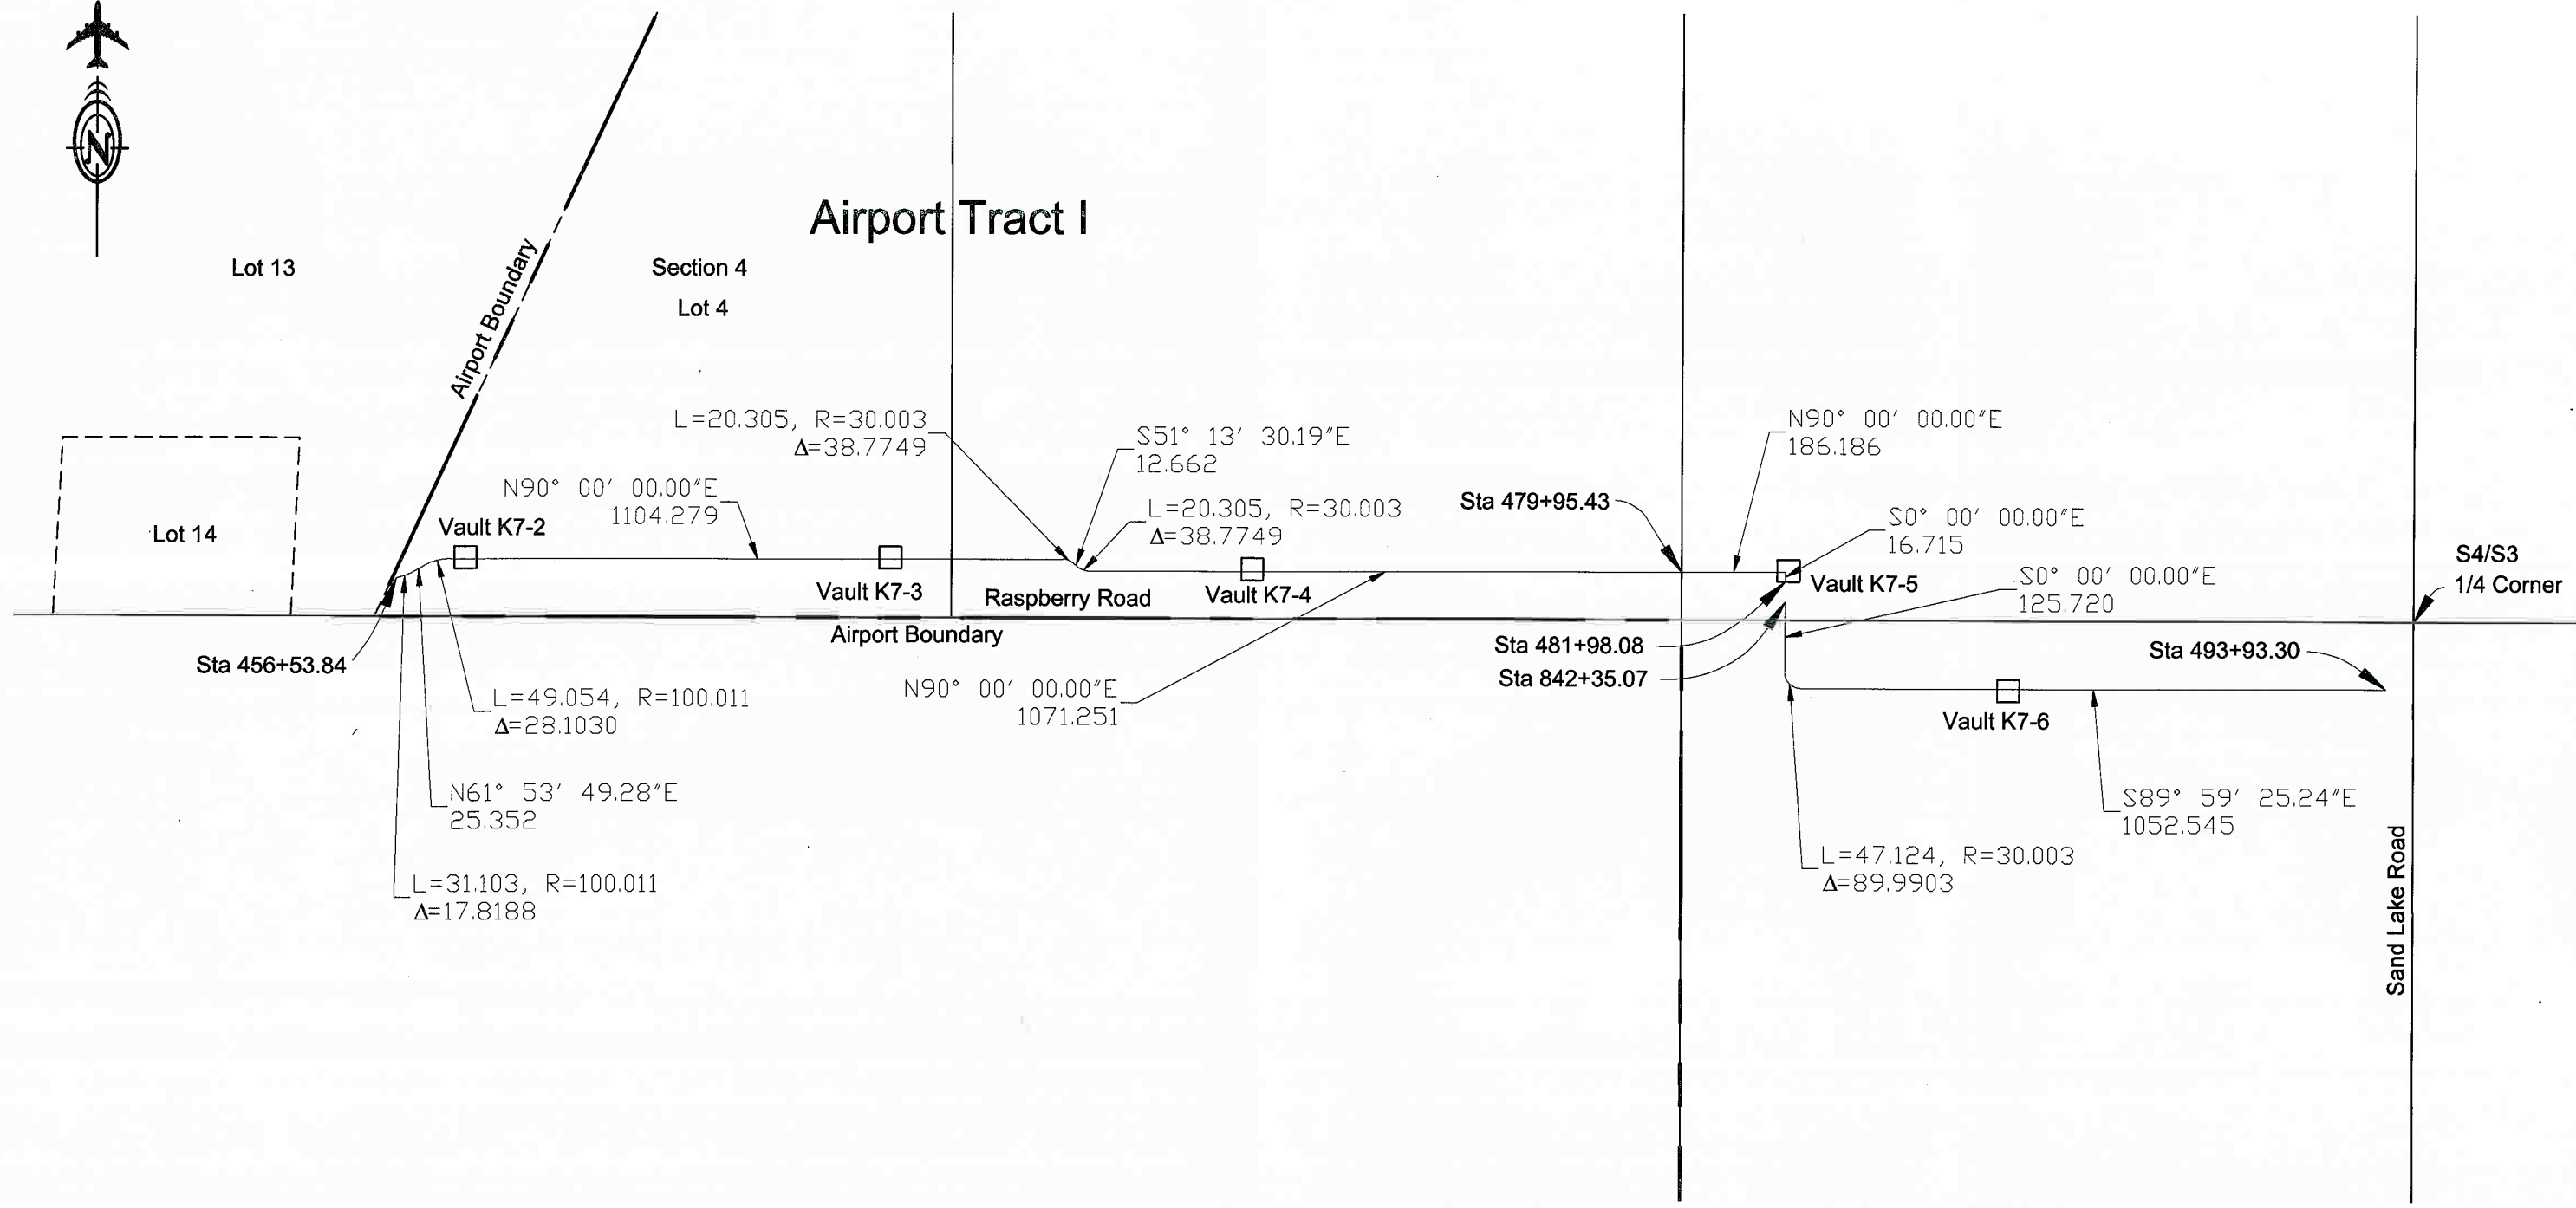 N
Airport Tract I
Lot 13
Section 4
Lot 4
Airport Boundary
L=20.305, R=30.003
Δ=38.7749
S51° 13' 30.19"E
12.662
N90° 00' 00.00"E
186.186
N90° 00' 00.00"E
1104.279
L=20.305, R=30.003
Δ=38.7749
Sta 479+95.43
S0° 00' 00.00"E
16.715
Lot 14
Vault K7-2
Vault K7-3
Raspberry Road
Vault K7-4
Vault K7-5
S0° 00' 00.00"E
125.720
S4/S3
1/4 Corner
Airport Boundary
Sta 456+53.84
Sta 481+98.08
Sta 842+35.07
Sta 493+93.30
L=49.054, R=100.011
Δ=28.1030
N90° 00' 00.00"E
1071.251
Vault K7-6
N61° 53' 49.28"E
25.352
S89° 59' 25.24"E
1052.545
L=31.103, R=100.011
Δ=17.8188
L=47.124, R=30.003
Δ=89.9903
Sand Lake Road